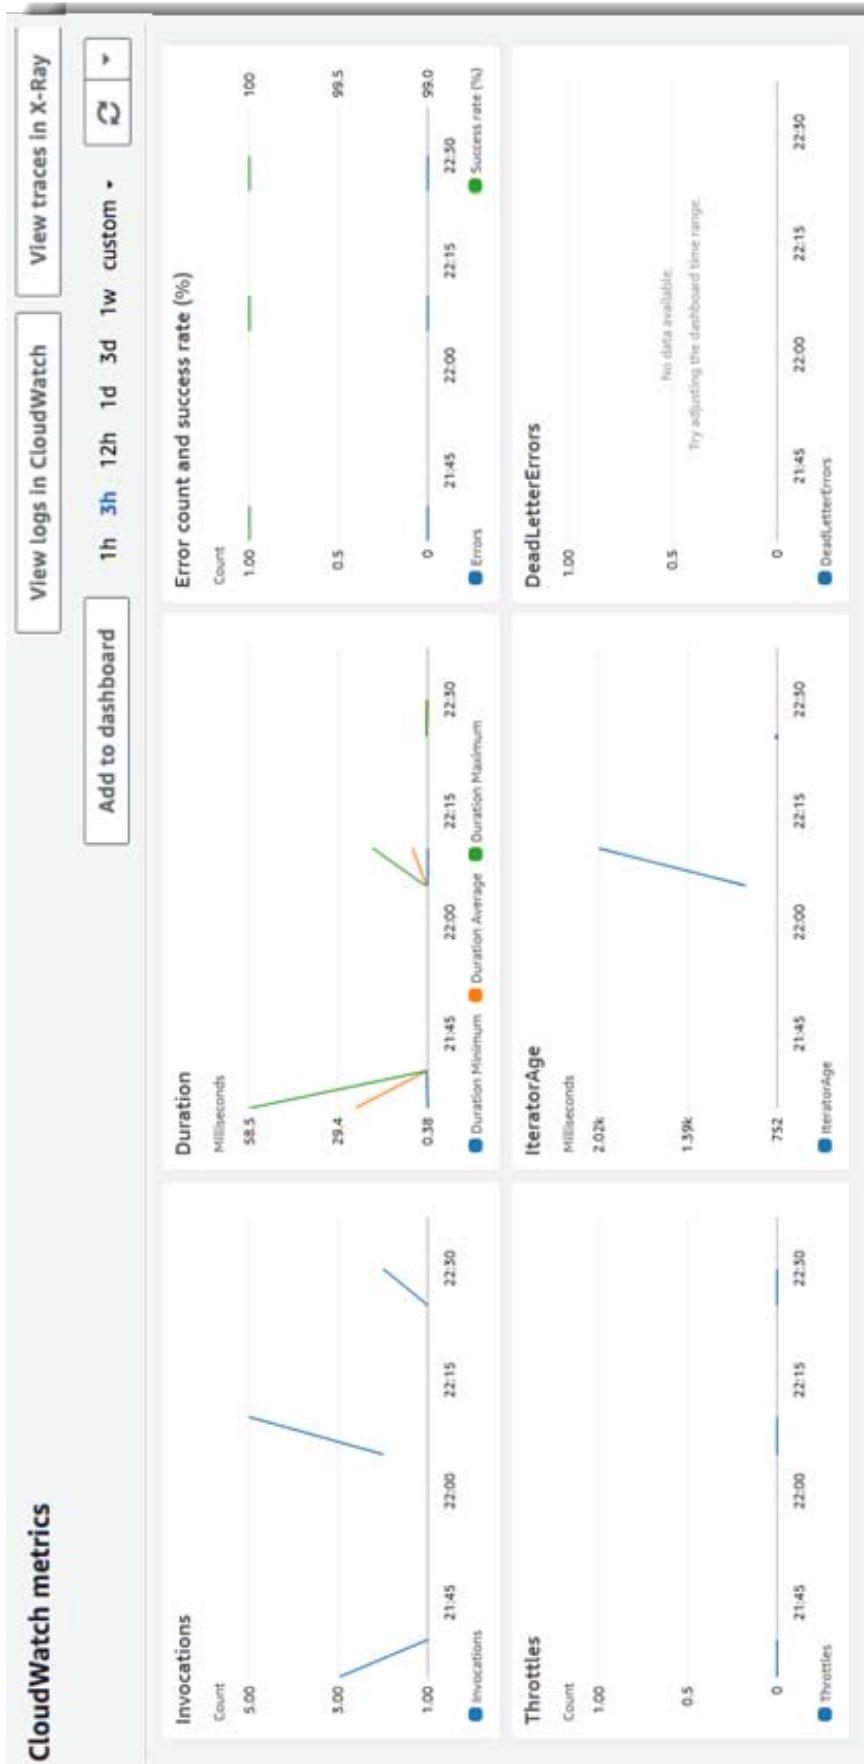 CloudWatch metrics
View logs in CloudWatch
View traces in X-Ray
Add to dashboard
1h 3h 12h 1d 3d 1w custom
Invocations
Count
5.00
3.00
1.00
21:45 22:00 22:15 22:30
Invocations
Duration
Milliseconds
58.5
29.4
0.38
21:45 22:00 22:15 22:30
Duration Minimum Duration Average Duration Maximum
Error count and success rate (%)
Count
1.00 100
0.5 99.5
0 99.0
21:45 22:00 22:15 22:30
Errors Success rate (%)
Throttles
Count
1.00
0.5
0
21:45 22:00 22:15 22:30
Throttles
IteratorAge
Milliseconds
2.02k
1.39k
752
21:45 22:00 22:15 22:30
IteratorAge
DeadLetterErrors
1.00
0.5
0
No data available.
Try adjusting the dashboard time range.
21:45 22:00 22:15 22:30
DeadLetterErrors